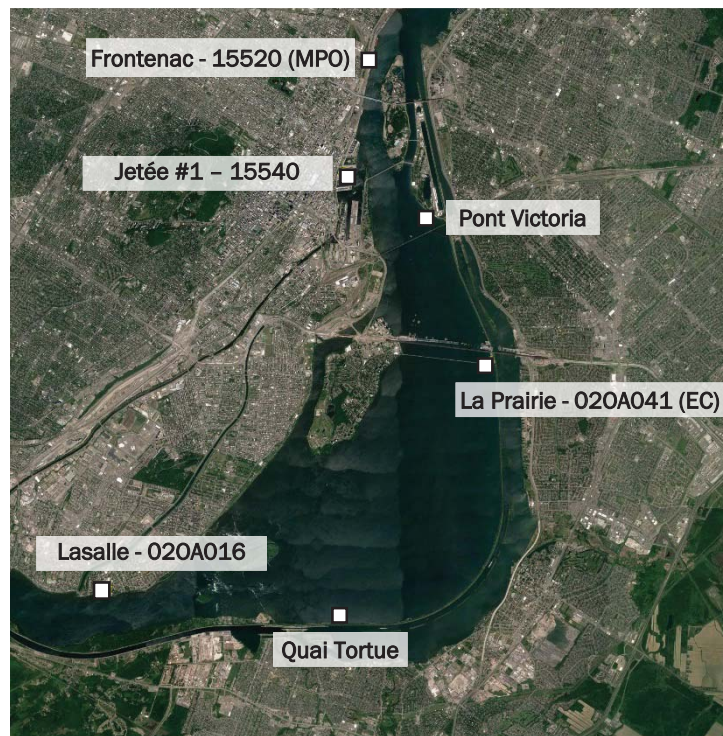 Frontenac - 15520 (MPO)
Jetée #1 – 15540
Pont Victoria
La Prairie - 02OA041 (EC)
Lasalle - 02OA016
Quai Tortue